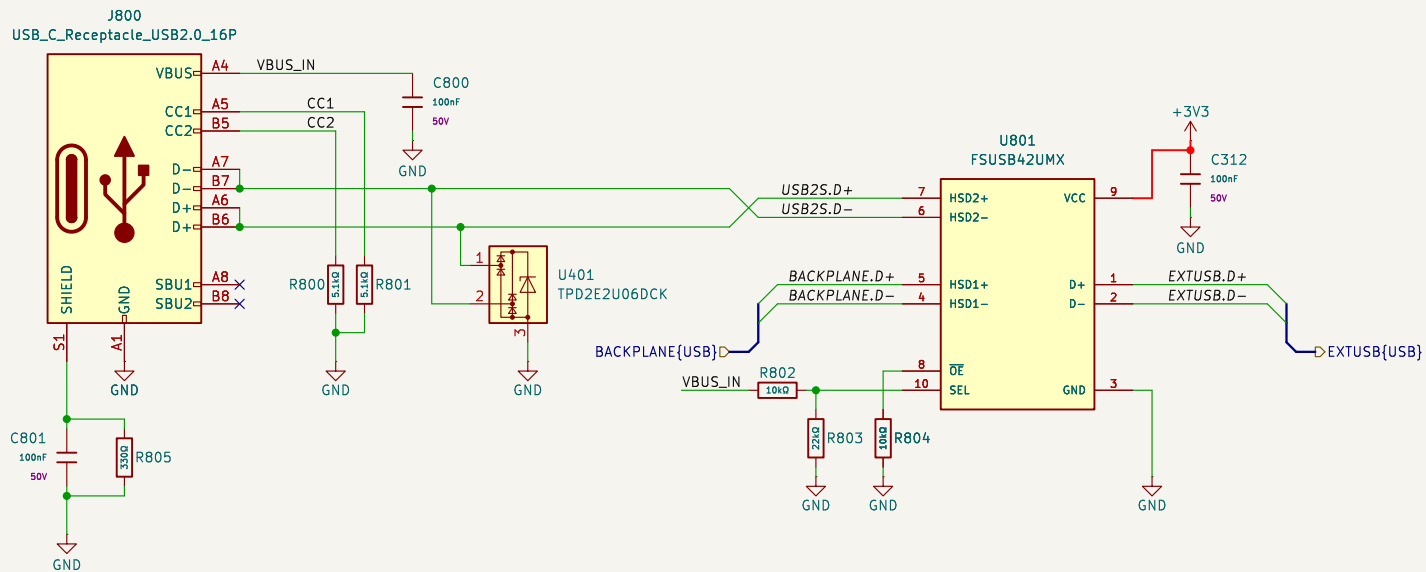 J800
USB_C_Receptacle_USB2.0_16P
VBUS
A4
VBUS_IN
CC1
A5
CC1
CC2
B5
CC2
D-
A7
D-
B7
D+
A6
D+
B6
SBU1
A8
SBU2
B8
SHIELD
GND
S1
A1
GND
C800
100nF
50V
GND
R800
5.1kΩ
5.1kΩ
R801
GND
1
2
3
U401
TPD2E2U06DCK
GND
C801
100nF
50V
330Ω
R805
GND
USB2S.D+
USB2S.D-
BACKPLANE.D+
BACKPLANE.D-
BACKPLANE{USB}
VBUS_IN
R802
10kΩ
22kΩ
R803
GND
10kΩ
R804
GND
U801
FSUSB42UMX
7
HSD2+
6
HSD2-
5
HSD1+
4
HSD1-
8
OE
10
SEL
VCC
9
D+
1
D-
2
GND
3
+3V3
C312
100nF
50V
GND
EXTUSB.D+
EXTUSB.D-
EXTUSB{USB}
GND